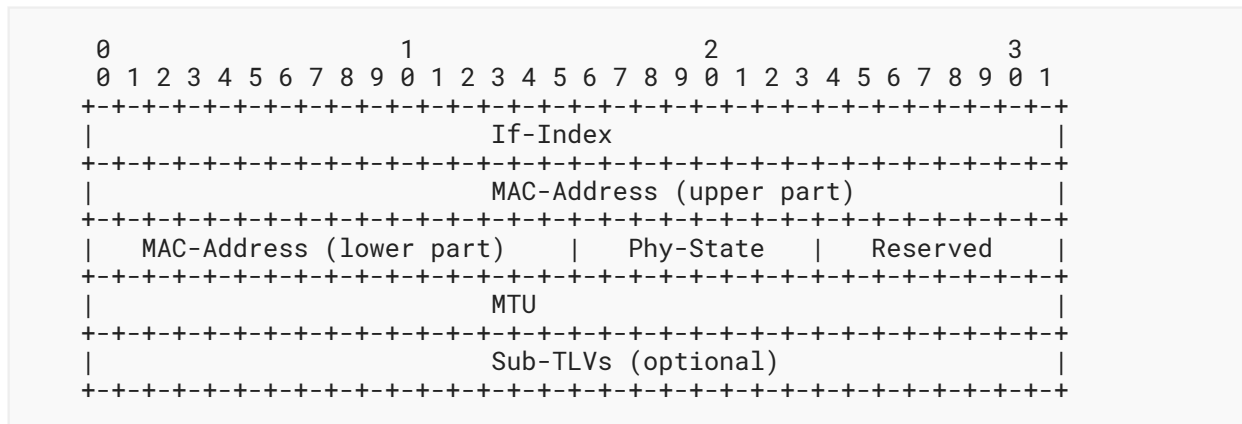 0                   1                   2                   3
 0 1 2 3 4 5 6 7 8 9 0 1 2 3 4 5 6 7 8 9 0 1 2 3 4 5 6 7 8 9 0 1
+-+-+-+-+-+-+-+-+-+-+-+-+-+-+-+-+-+-+-+-+-+-+-+-+-+-+-+-+-+-+-+-+
|                          If-Index                             |
+-+-+-+-+-+-+-+-+-+-+-+-+-+-+-+-+-+-+-+-+-+-+-+-+-+-+-+-+-+-+-+-+
|                          MAC-Address (upper part)             |
+-+-+-+-+-+-+-+-+-+-+-+-+-+-+-+-+-+-+-+-+-+-+-+-+-+-+-+-+-+-+-+-+
|   MAC-Address (lower part)    |   Phy-State   |   Reserved    |
+-+-+-+-+-+-+-+-+-+-+-+-+-+-+-+-+-+-+-+-+-+-+-+-+-+-+-+-+-+-+-+-+
|                          MTU                                  |
+-+-+-+-+-+-+-+-+-+-+-+-+-+-+-+-+-+-+-+-+-+-+-+-+-+-+-+-+-+-+-+-+
|                          Sub-TLVs (optional)                  |
+-+-+-+-+-+-+-+-+-+-+-+-+-+-+-+-+-+-+-+-+-+-+-+-+-+-+-+-+-+-+-+-+